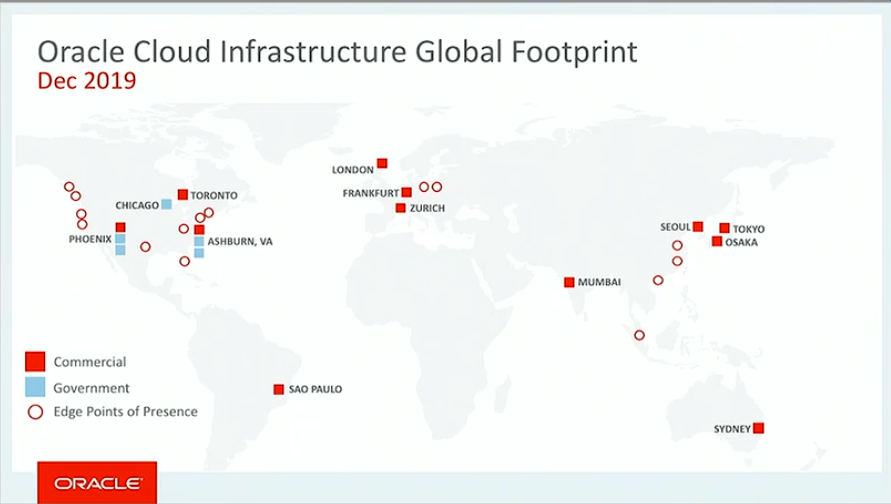 Oracle Cloud Infrastructure Global Footprint
Dec 2019
LONDON
CHICAGO
TORONTO
FRANKFURT
ZURICH
PHOENIX
ASHBURN, VA
SEOUL
TOKYO
OSAKA
MUMBAI
Commercial
Government
Edge Points of Presence
SAO PAULO
SYDNEY
ORACLE